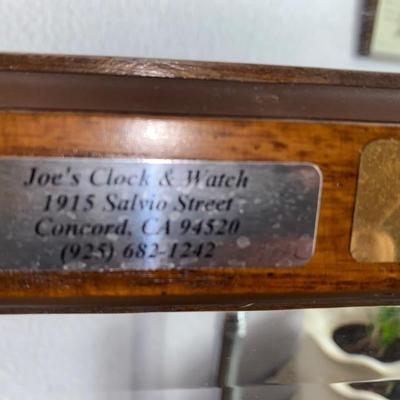 Joe's Clock & Watch
1915 Salvio Street
Concord, CA 94520
(925) 682-1242